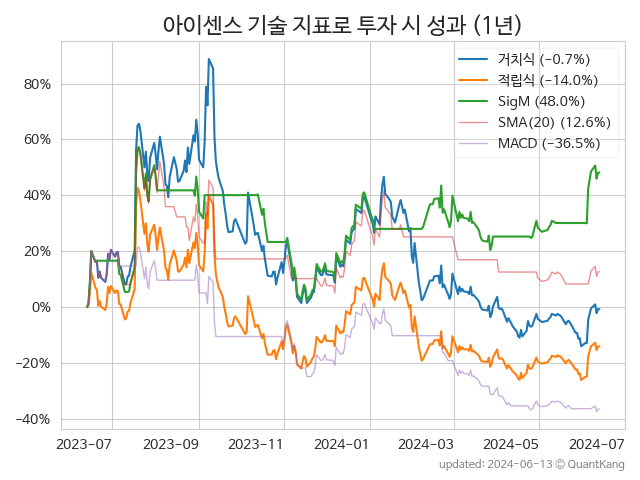 아이센스 기술 지표로 투자 시 성과 (1년)
거치식 (−0.7%)
적립식 (−14.0%)
SigM (48.0%)
SMA(20) (12.6%)
MACD (−36.5%)
80%
60%
40%
20%
0%
−20%
−40%
2023-07
2023-09
2023-11
2024-01
2024-03
2024-05
2024-07
updated: 2024-06-13 ⓒ QuantKang